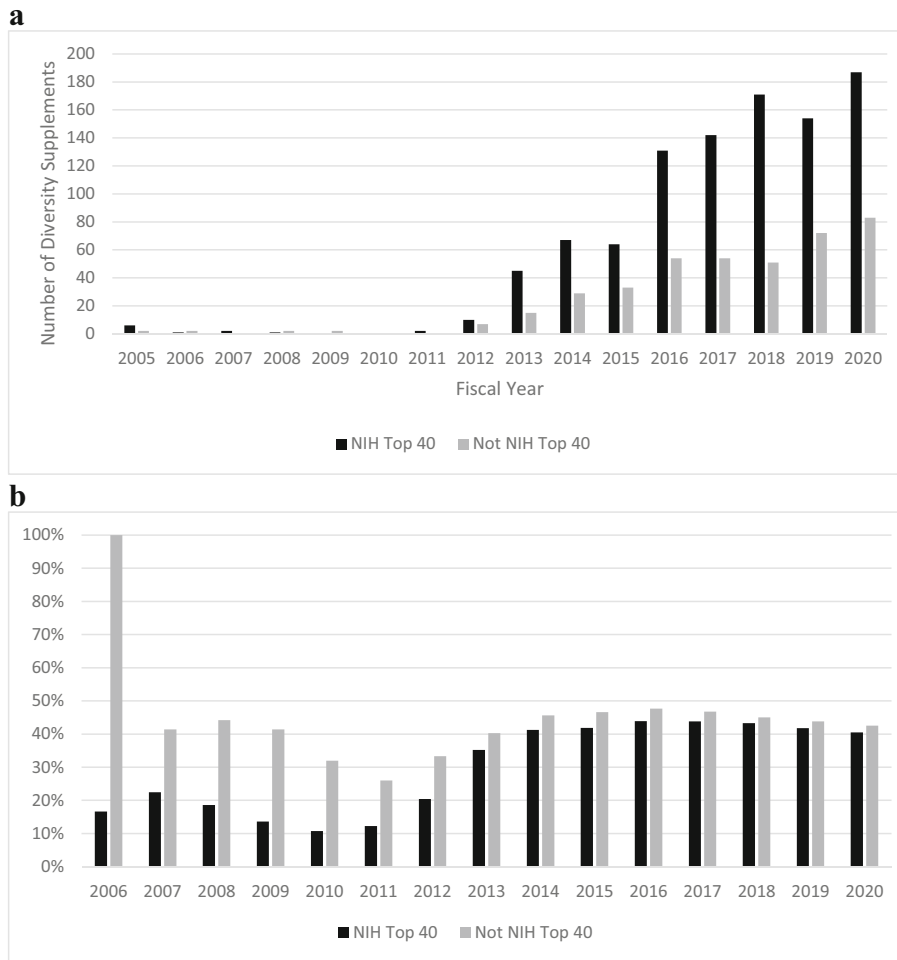 a
200
180
160
140
120
100
80
60
40
20
0
Number of Diversity Supplements
2005 2006 2007 2008 2009 2010 2011 2012 2013 2014 2015 2016 2017 2018 2019 2020
Fiscal Year
NIH Top 40 Not NIH Top 40
b
100%
90%
80%
70%
60%
50%
40%
30%
20%
10%
0%
2006 2007 2008 2009 2010 2011 2012 2013 2014 2015 2016 2017 2018 2019 2020
NIH Top 40 Not NIH Top 40